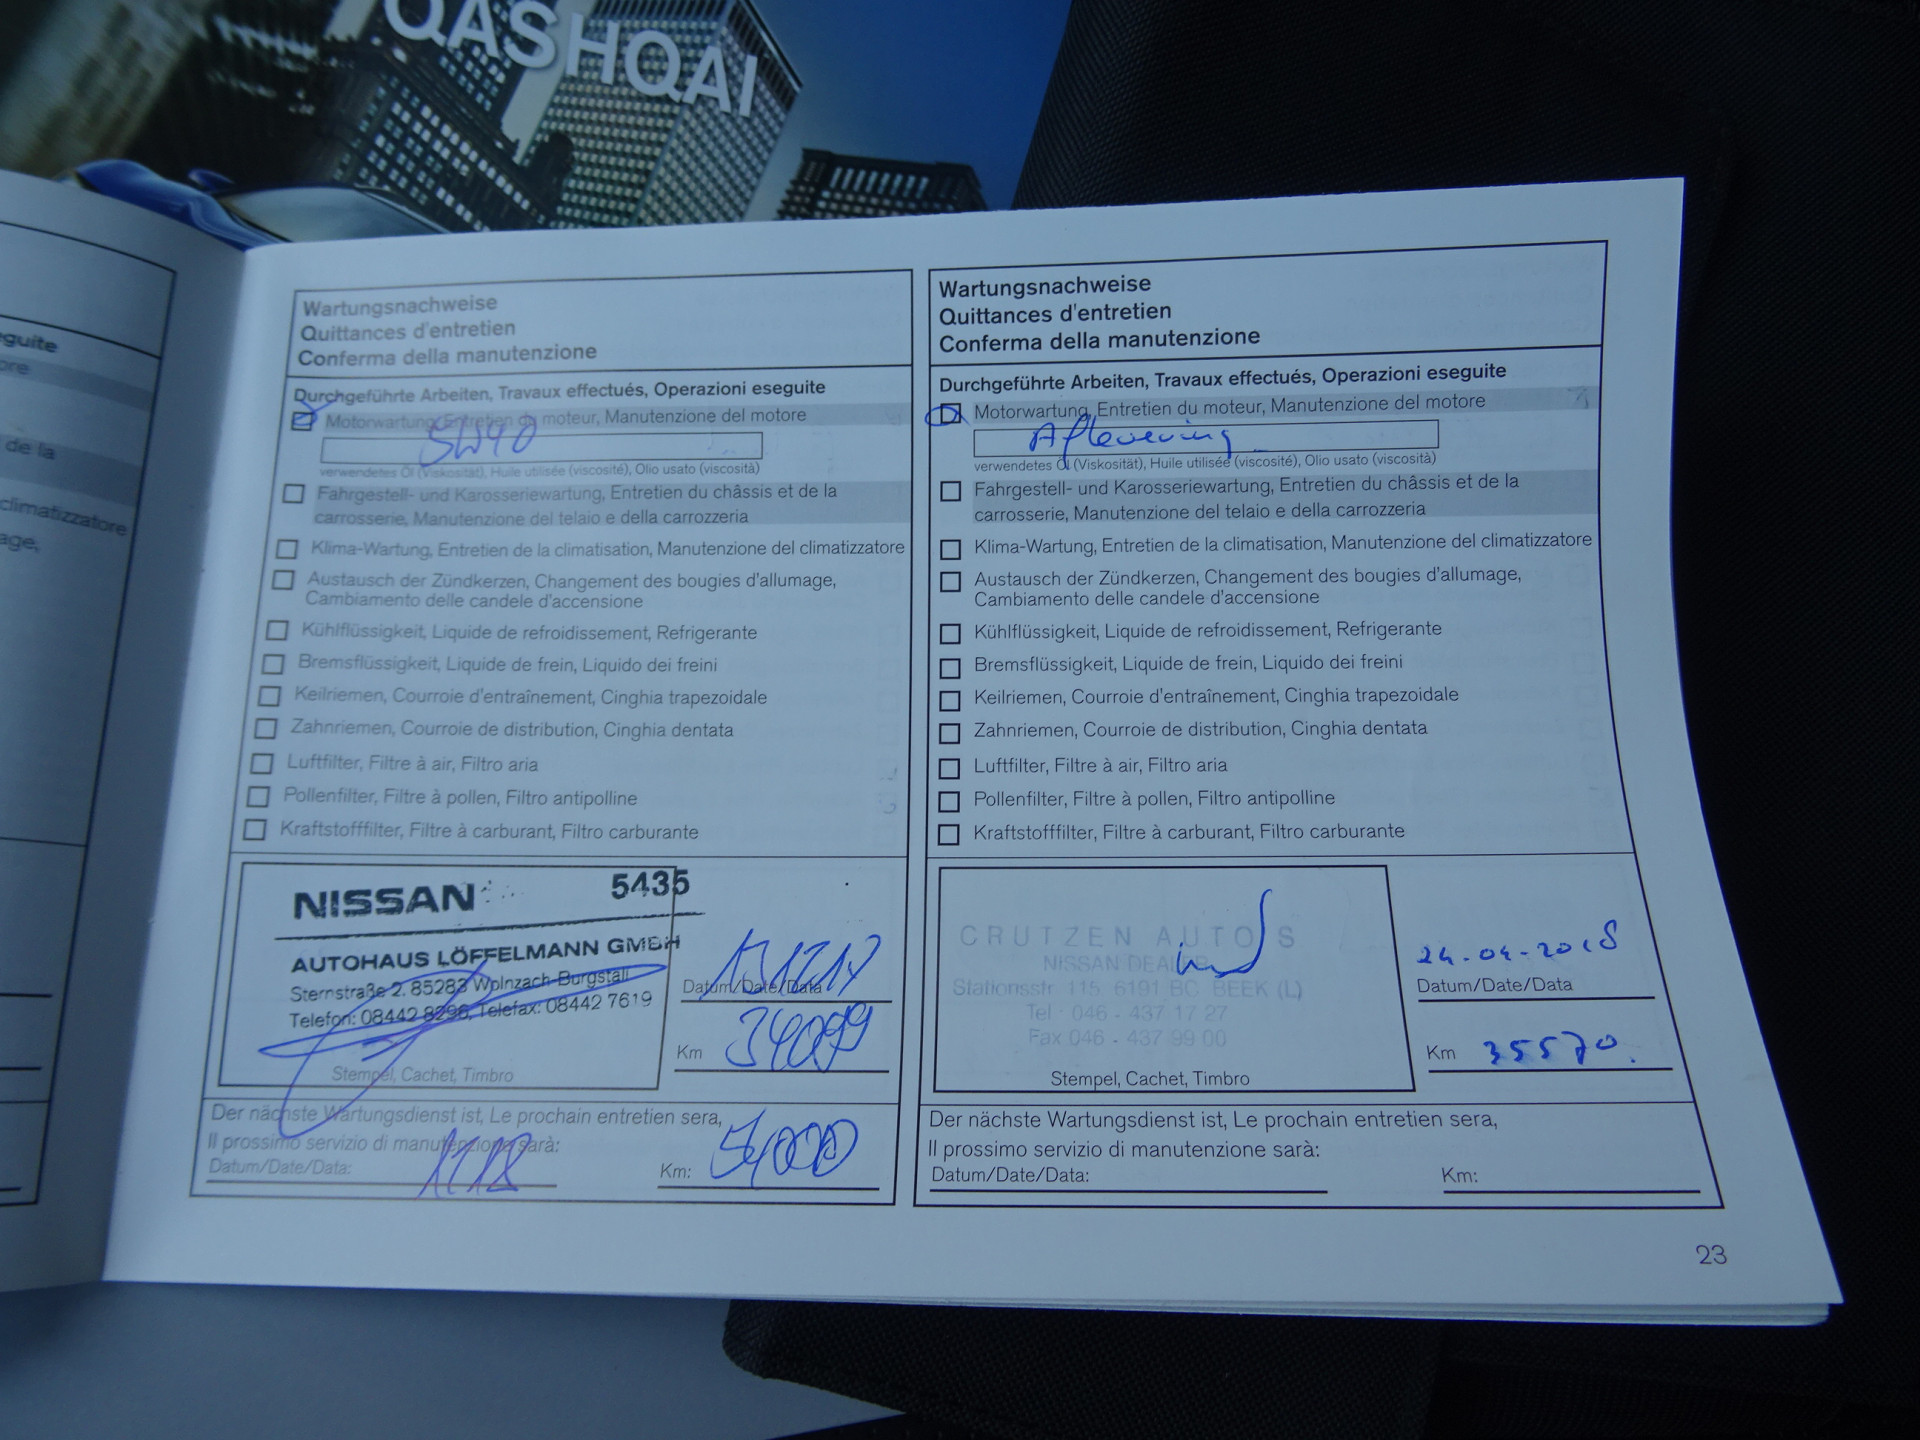 QASHQAI
eguite
ore
de la
climatizzatore
age,
Wartungsnachweise
Quittances d'entretien
Conferma della manutenzione
Durchgeführte Arbeiten, Travaux effectués, Operazioni eseguite
Motorwartung, Entretien du moteur, Manutenzione del motore
5W40
verwendetes Öl (Viskosität), Huile utilisée (viscosité), Olio usato (viscosità)
Fahrgestell- und Karosseriewartung, Entretien du châssis et de la
carrosserie, Manutenzione del telaio e della carrozzeria
Klima-Wartung, Entretien de la climatisation, Manutenzione del climatizzatore
Austausch der Zündkerzen, Changement des bougies d'allumage,
Cambiamento delle candele d'accensione
Kühlflüssigkeit, Liquide de refroidissement, Refrigerante
Bremsflüssigkeit, Liquide de frein, Liquido dei freini
Keilriemen, Courroie d'entraînement, Cinghia trapezoidale
Zahnriemen, Courroie de distribution, Cinghia dentata
Luftfilter, Filtre à air, Filtro aria
Pollenfilter, Filtre à pollen, Filtro antipolline
Kraftstofffilter, Filtre à carburant, Filtro carburante
NISSAN 5435
AUTOHAUS LÖFFELMANN GMBH
Sternstraße 2. 85283 Wolnzach-Burgstall
Telefon: 08442 8296, Telefax: 08442 7619
Stempel, Cachet, Timbro
Datum/Date/Data
Km 34099
Der nächste Wartungsdienst ist, Le prochain entretien sera,
Il prossimo servizio di manutenzione sarà:
Datum/Date/Data:
Km: 54000
Wartungsnachweise
Quittances d'entretien
Conferma della manutenzione
Durchgeführte Arbeiten, Travaux effectués, Operazioni eseguite
Motorwartung, Entretien du moteur, Manutenzione del motore
Aflevering
verwendetes Öl (Viskosität), Huile utilisée (viscosité), Olio usato (viscosità)
Fahrgestell- und Karosseriewartung, Entretien du châssis et de la
carrosserie, Manutenzione del telaio e della carrozzeria
Klima-Wartung, Entretien de la climatisation, Manutenzione del climatizzatore
Austausch der Zündkerzen, Changement des bougies d'allumage,
Cambiamento delle candele d'accensione
Kühlflüssigkeit, Liquide de refroidissement, Refrigerante
Bremsflüssigkeit, Liquide de frein, Liquido dei freini
Keilriemen, Courroie d'entraînement, Cinghia trapezoidale
Zahnriemen, Courroie de distribution, Cinghia dentata
Luftfilter, Filtre à air, Filtro aria
Pollenfilter, Filtre à pollen, Filtro antipolline
Kraftstofffilter, Filtre à carburant, Filtro carburante
CRUTZEN AUTO'S
NISSAN DEALER
Stationsstr. 115 6191 BC BEEK (L)
Tel. 046 - 437 17 27
Fax 046 - 437 99 00
Stempel, Cachet, Timbro
24-04-2018
Datum/Date/Data
Km 35570.
Der nächste Wartungsdienst ist, Le prochain entretien sera,
Il prossimo servizio di manutenzione sarà:
Datum/Date/Data:
Km:
23